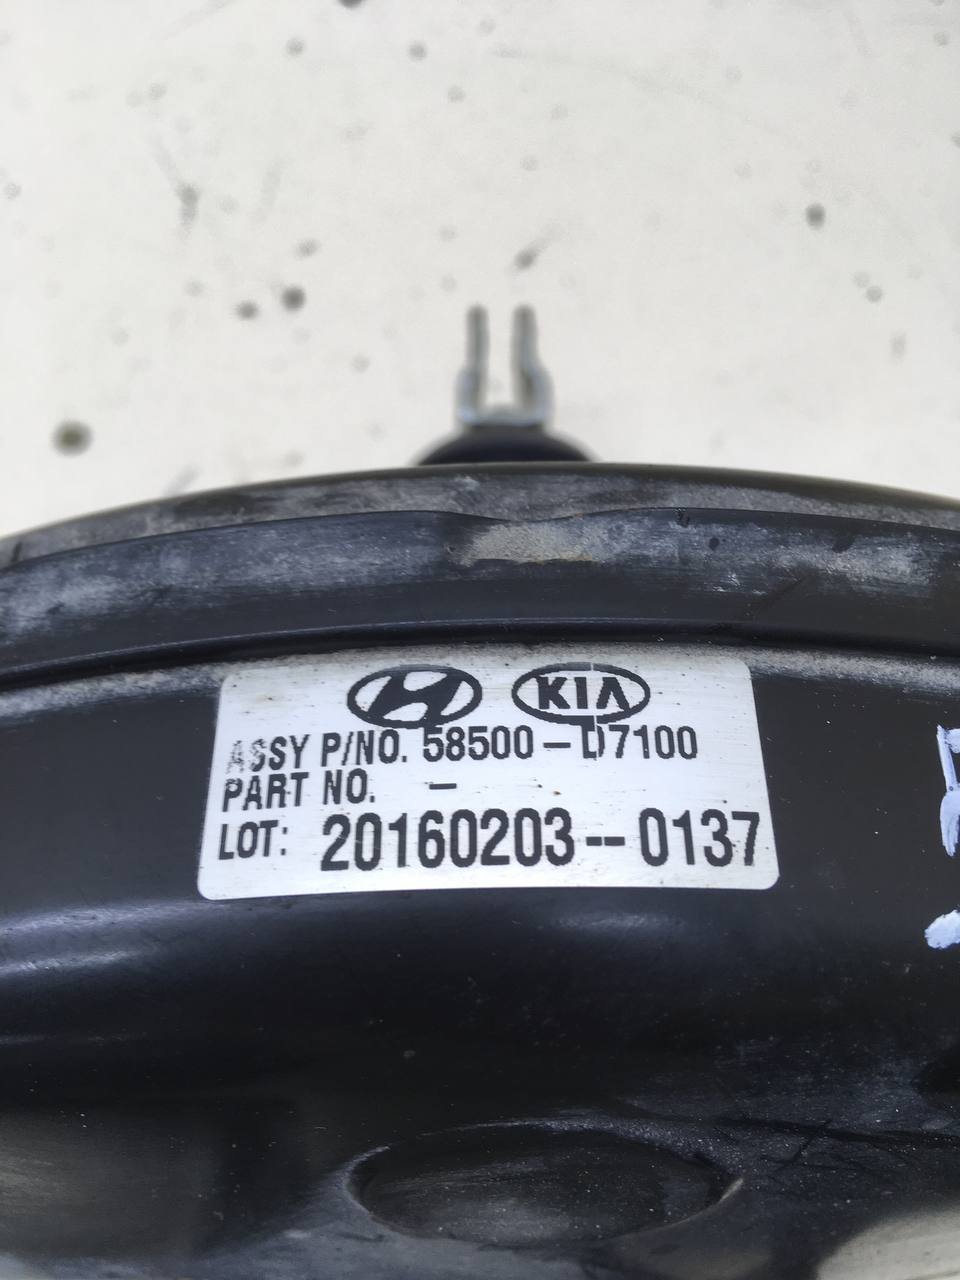 KIA
ASSY P/NO. 58500-D7100
PART NO. -
LOT: 20160203--0137